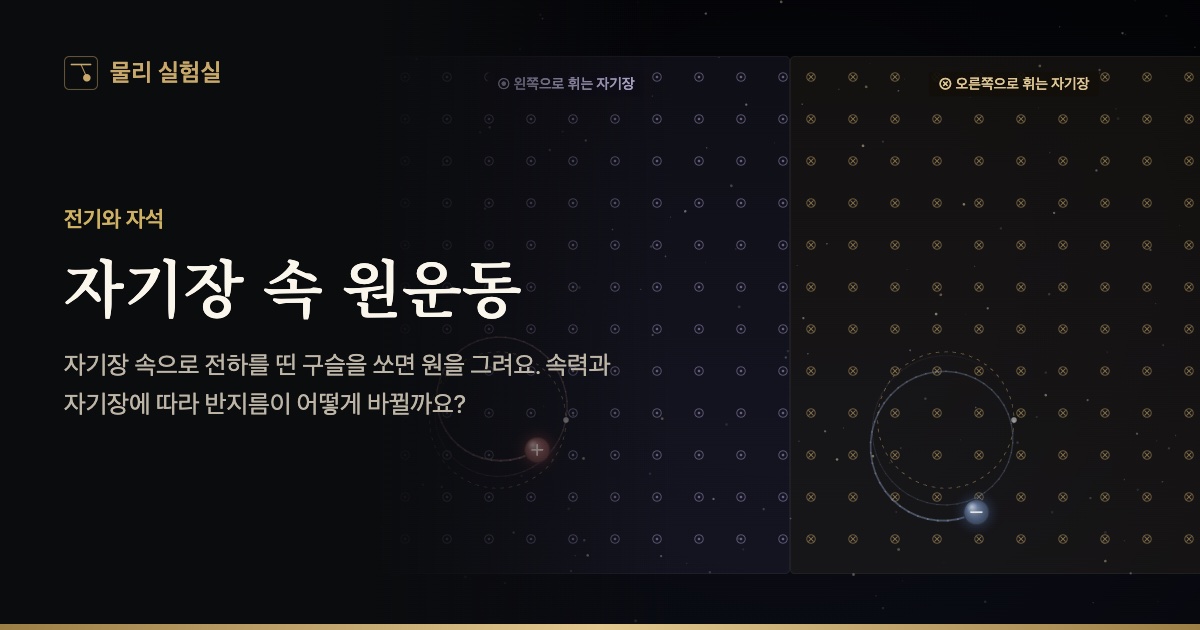 물리 실험실
왼쪽으로 휘는 자기장
오른쪽으로 휘는 자기장
전기와 자석
자기장 속 원운동
자기장 속으로 전하를 띤 구슬을 쏘면 원을 그려요. 속력과
자기장에 따라 반지름이 어떻게 바뀔까요?
+
−